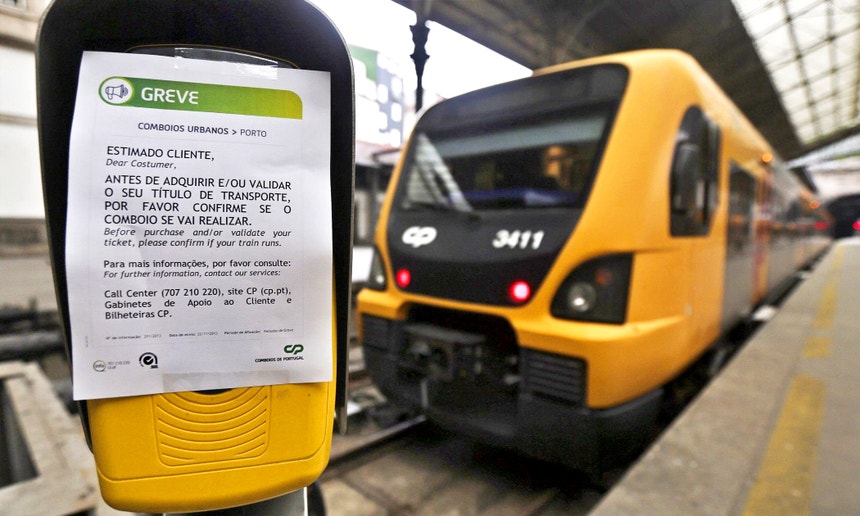 GREVE
COMBOIOS URBANOS > PORTO
ESTIMADO CLIENTE,
Dear Costumer,
ANTES DE ADQUIRIR E/OU VALIDAR
O SEU TÍTULO DE TRANSPORTE,
POR FAVOR CONFIRME SE O
COMBOIO SE VAI REALIZAR.
Before purchase and/or validate your
ticket, please confirm if your train runs.
Para mais informações, por favor consulte:
For further information, contact our services:
Call Center (707 210 220), site CP (cp.pt),
Gabinetes de Apoio ao Cliente e
Bilheteiras CP.
CP
COMBOIOS DE PORTUGAL
CP
3411